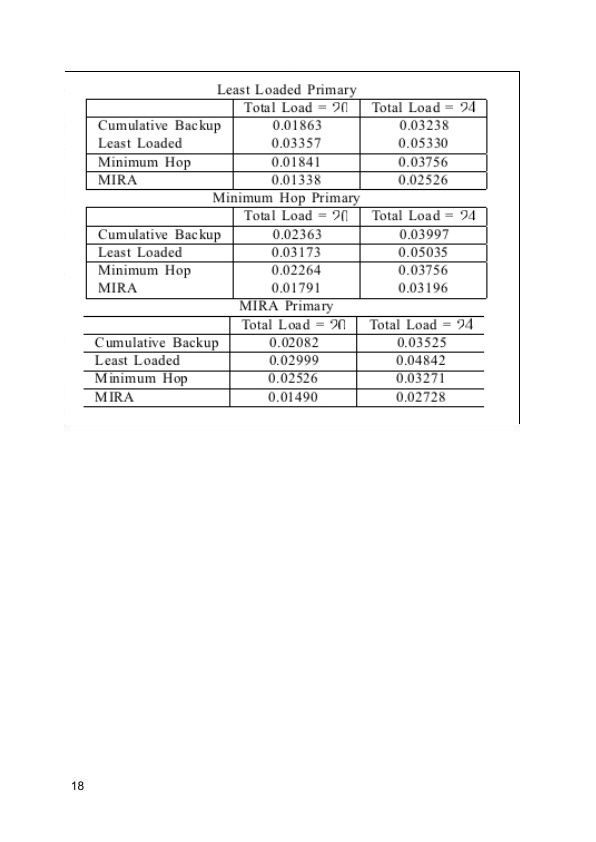 Least Loaded Primary
Total Load = 20 Total Load = 24
Cumulative Backup 0.01863 0.03238
Least Loaded 0.03357 0.05330
Minimum Hop 0.01841 0.03756
MIRA 0.01338 0.02526
Minimum Hop Primary
Total Load = 20 Total Load = 24
Cumulative Backup 0.02363 0.03997
Least Loaded 0.03173 0.05035
Minimum Hop 0.02264 0.03756
MIRA 0.01791 0.03196
MIRA Primary
Total Load = 20 Total Load = 24
Cumulative Backup 0.02082 0.03525
Least Loaded 0.02999 0.04842
Minimum Hop 0.02526 0.03271
MIRA 0.01490 0.02728
18